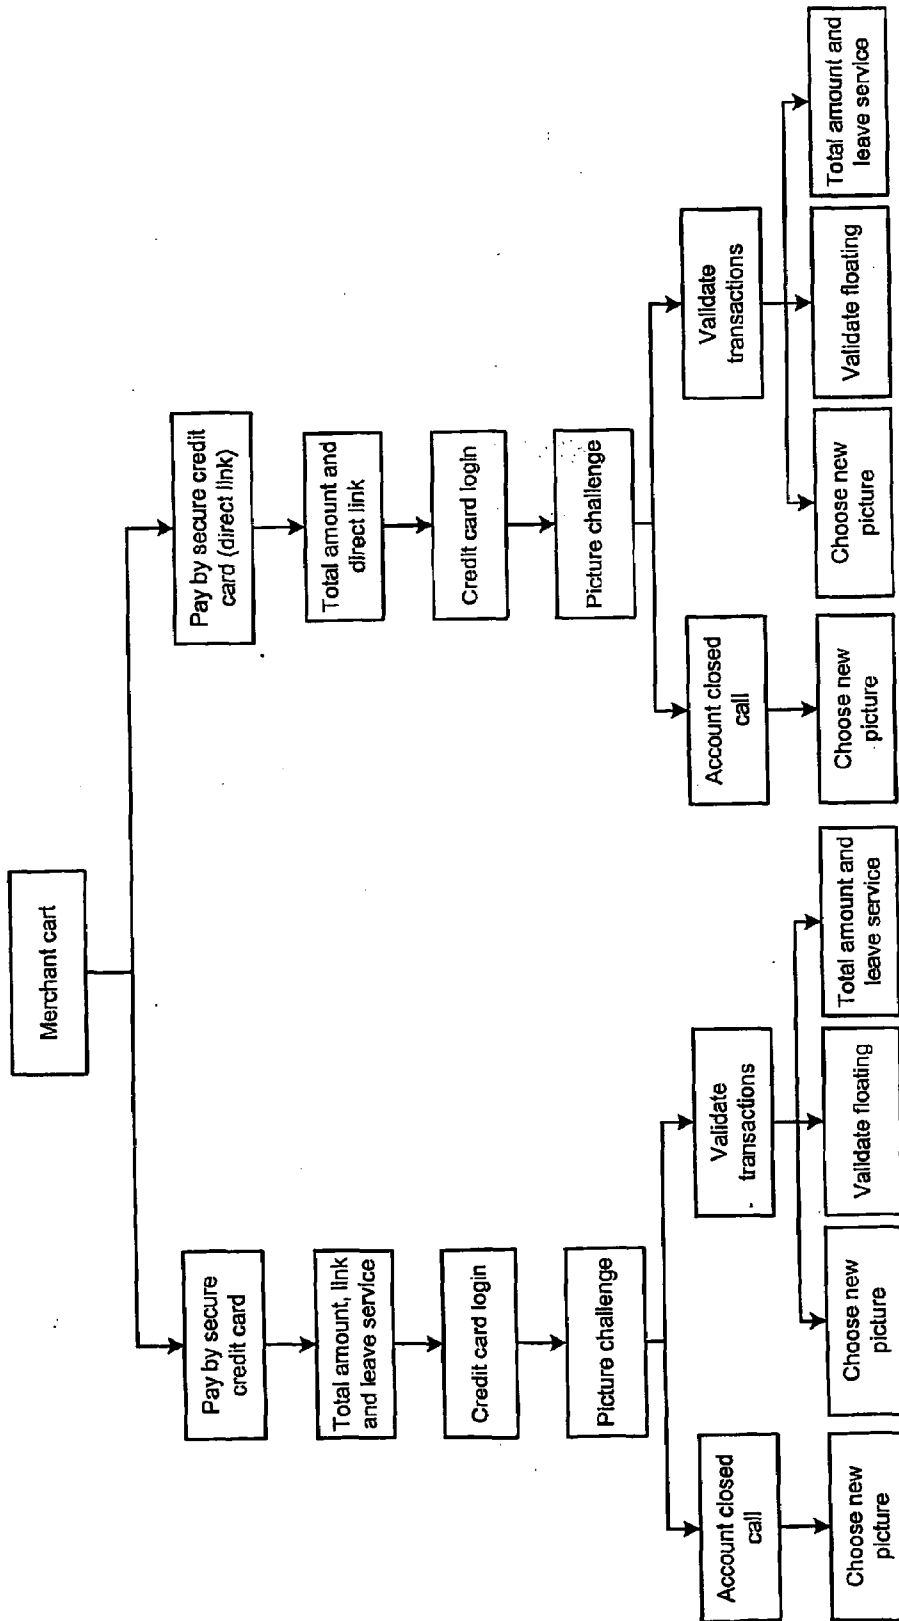 Merchant cart
Pay by secure
credit card
Pay by secure credit
card (direct link)
Total amount, link
and leave service
Total amount and
direct link
Credit card login
Credit card login
Picture challenge
Picture challenge
Account closed
call
Validate
transactions
Account closed
call
Validate
transactions
Choose new
picture
Choose new
picture
Validate floating
Total amount and
leave service
Choose new
picture
Choose new
picture
Validate floating
Total amount and
leave service